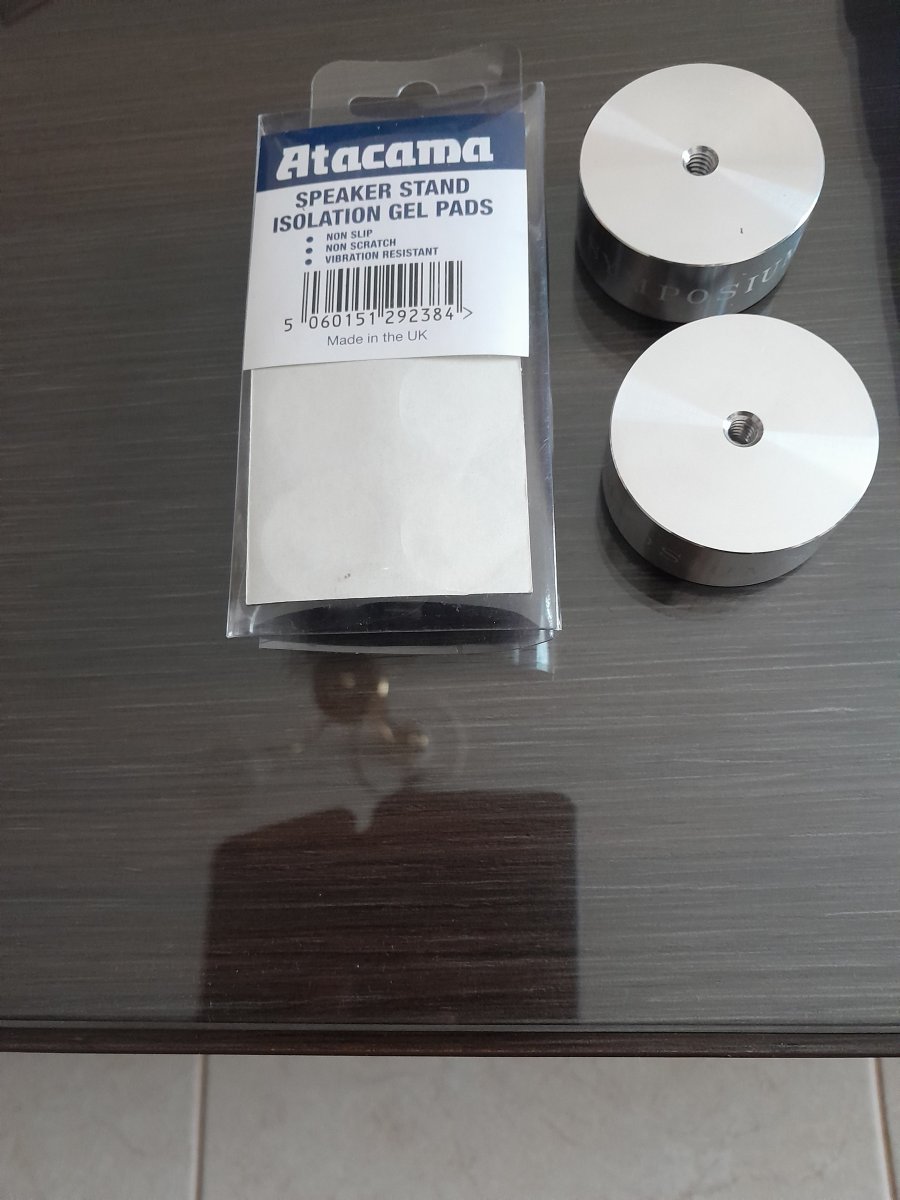 Atacama
SPEAKER STAND
ISOLATION GEL PADS
NON SLIP
NON SCRATCH
VIBRATION RESISTANT
5 060151 292384 >
Made in the UK